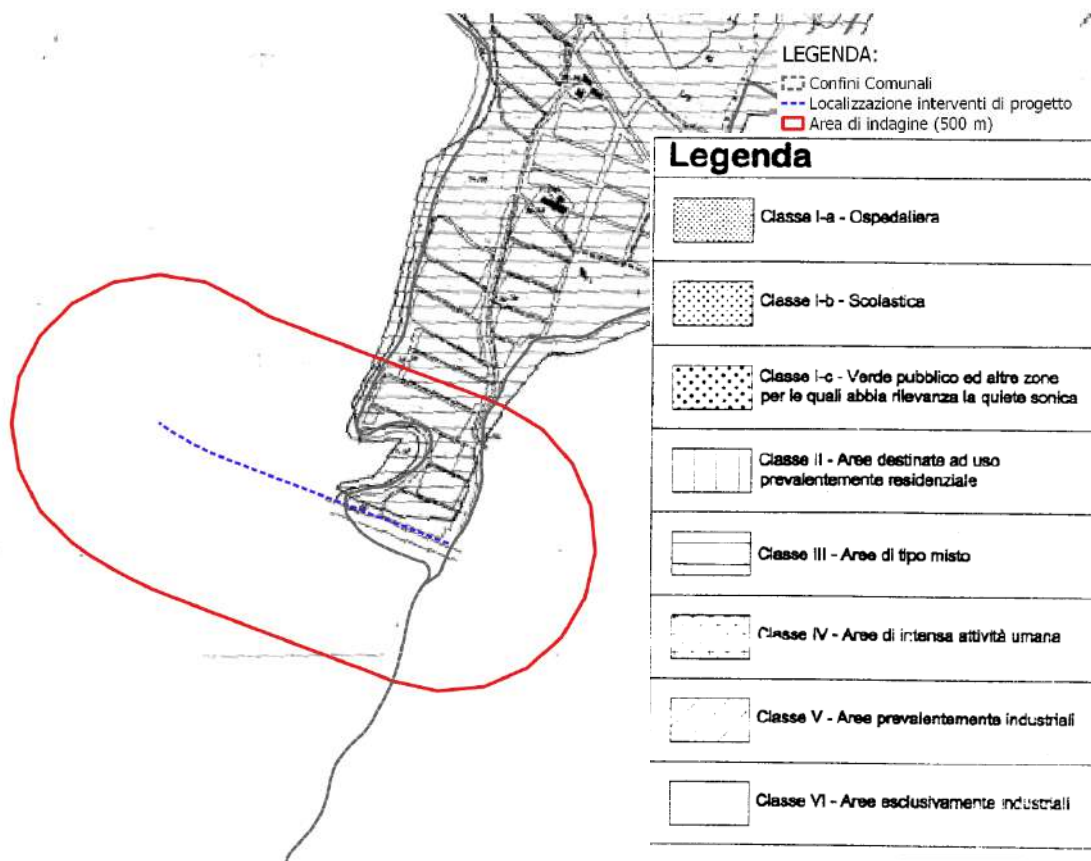 LEGENDA:
Confini Comunali
Localizzazione interventi di progetto
Area di indagine (500 m)
Legenda
Classe I-a - Ospedaliera
Classe I-b - Scolastica
Classe I-c - Verde pubblico ed altre zone
per le quali abbia rilevanza la quiete sonica
Classe II - Aree destinate ad uso
prevalentemente residenziale
Classe III - Aree di tipo misto
Classe IV - Aree di intensa attività umana
Classe V - Aree prevalentemente industriali
Classe VI - Aree esclusivamente industriali